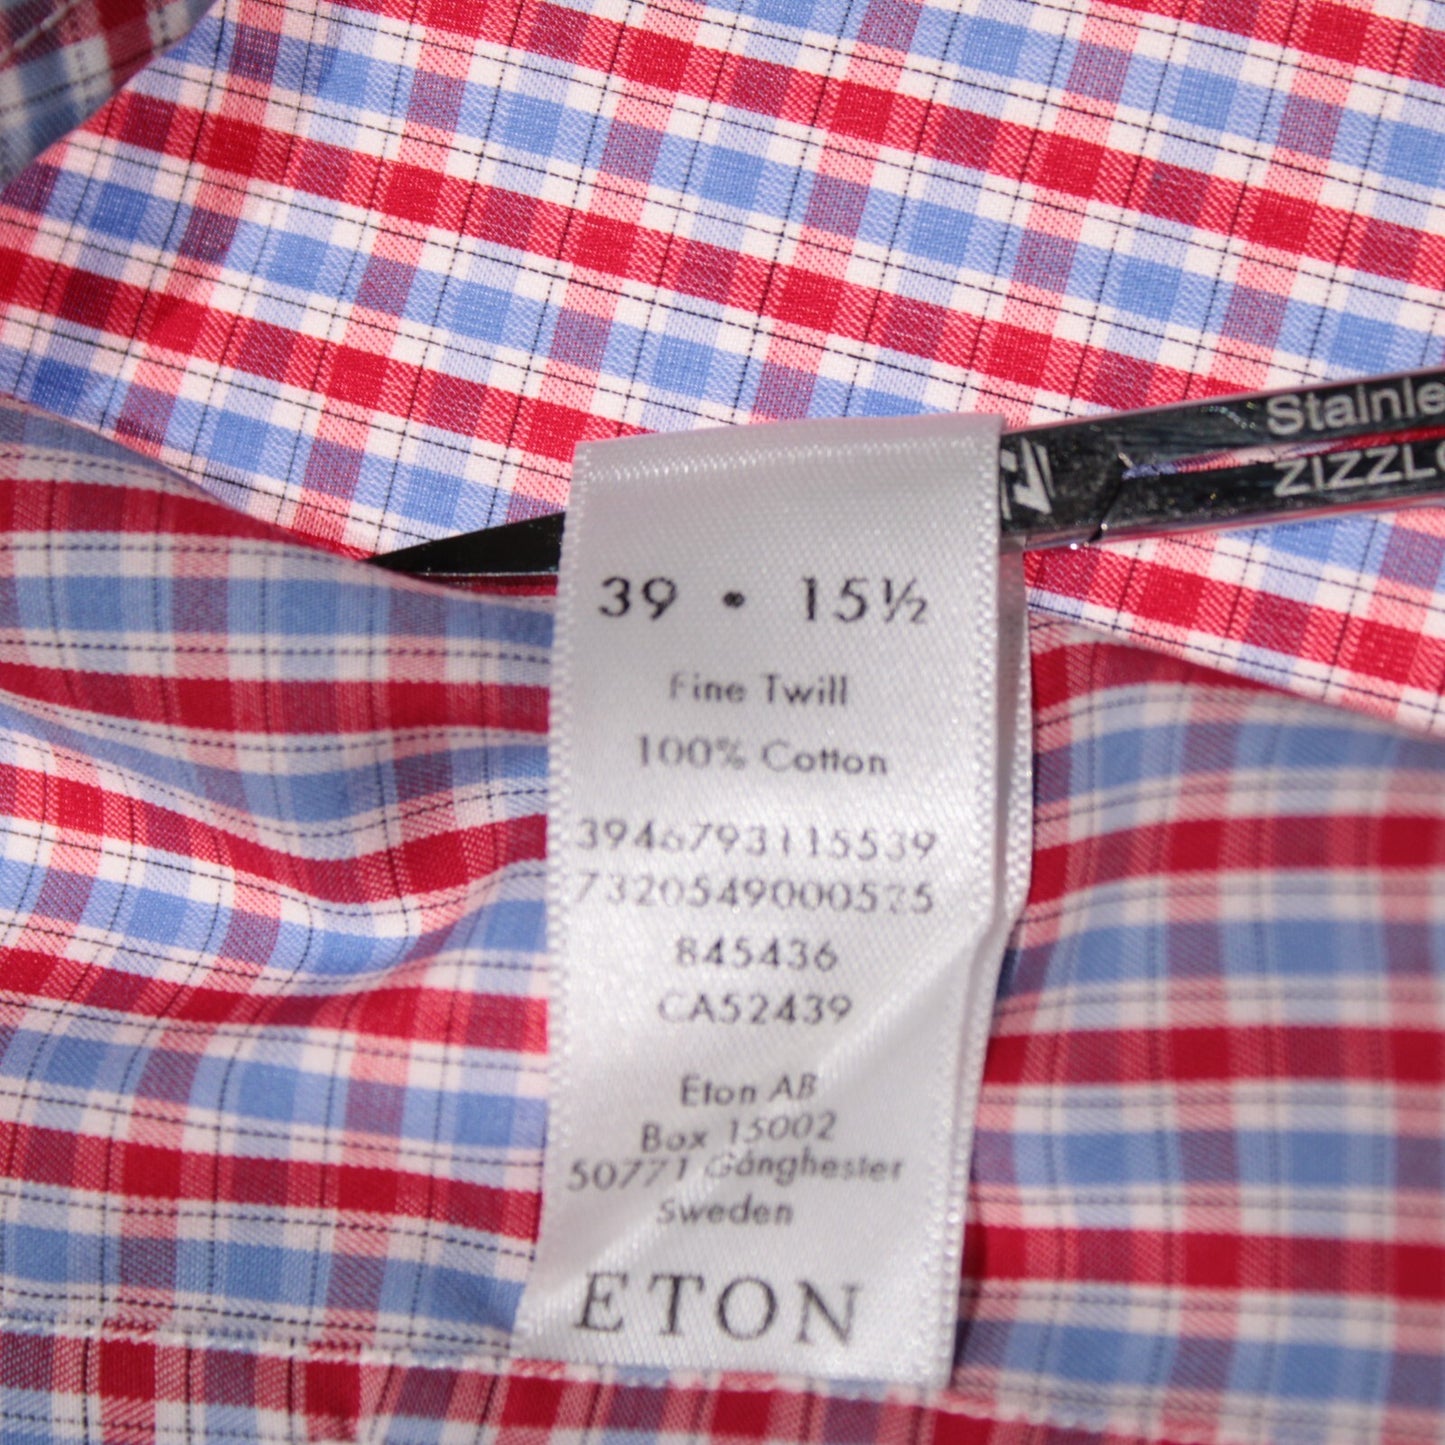 Stainle
ZIZZL
39 • 15½
Fine Twill
100% Cotton
3946793115539
7320549000525
845436
CA52439
Eton AB
Box 15002
50771 Gånghester
Sweden
ETON